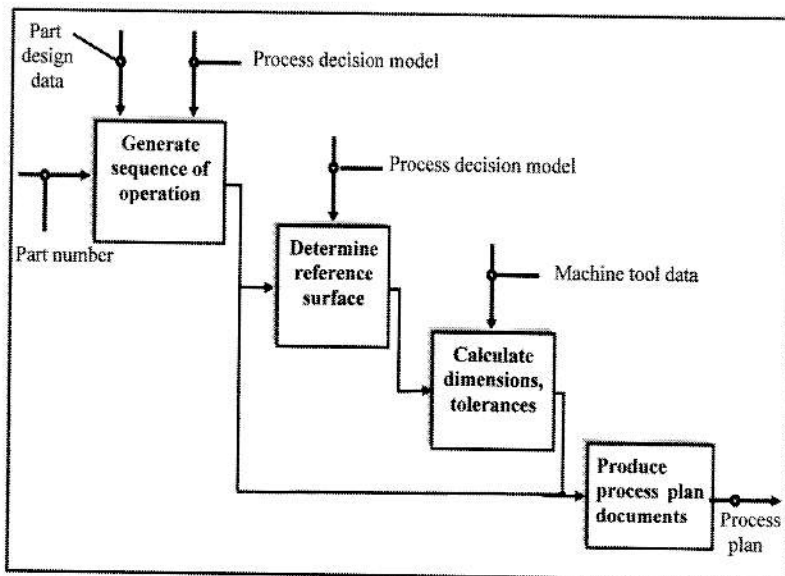 Part
design
data
Process decision model
Generate
sequence of
operation
Part number
Process decision model
Determine
reference
surface
Machine tool data
Calculate
dimensions,
tolerances
Produce
process plan
documents
Process
plan